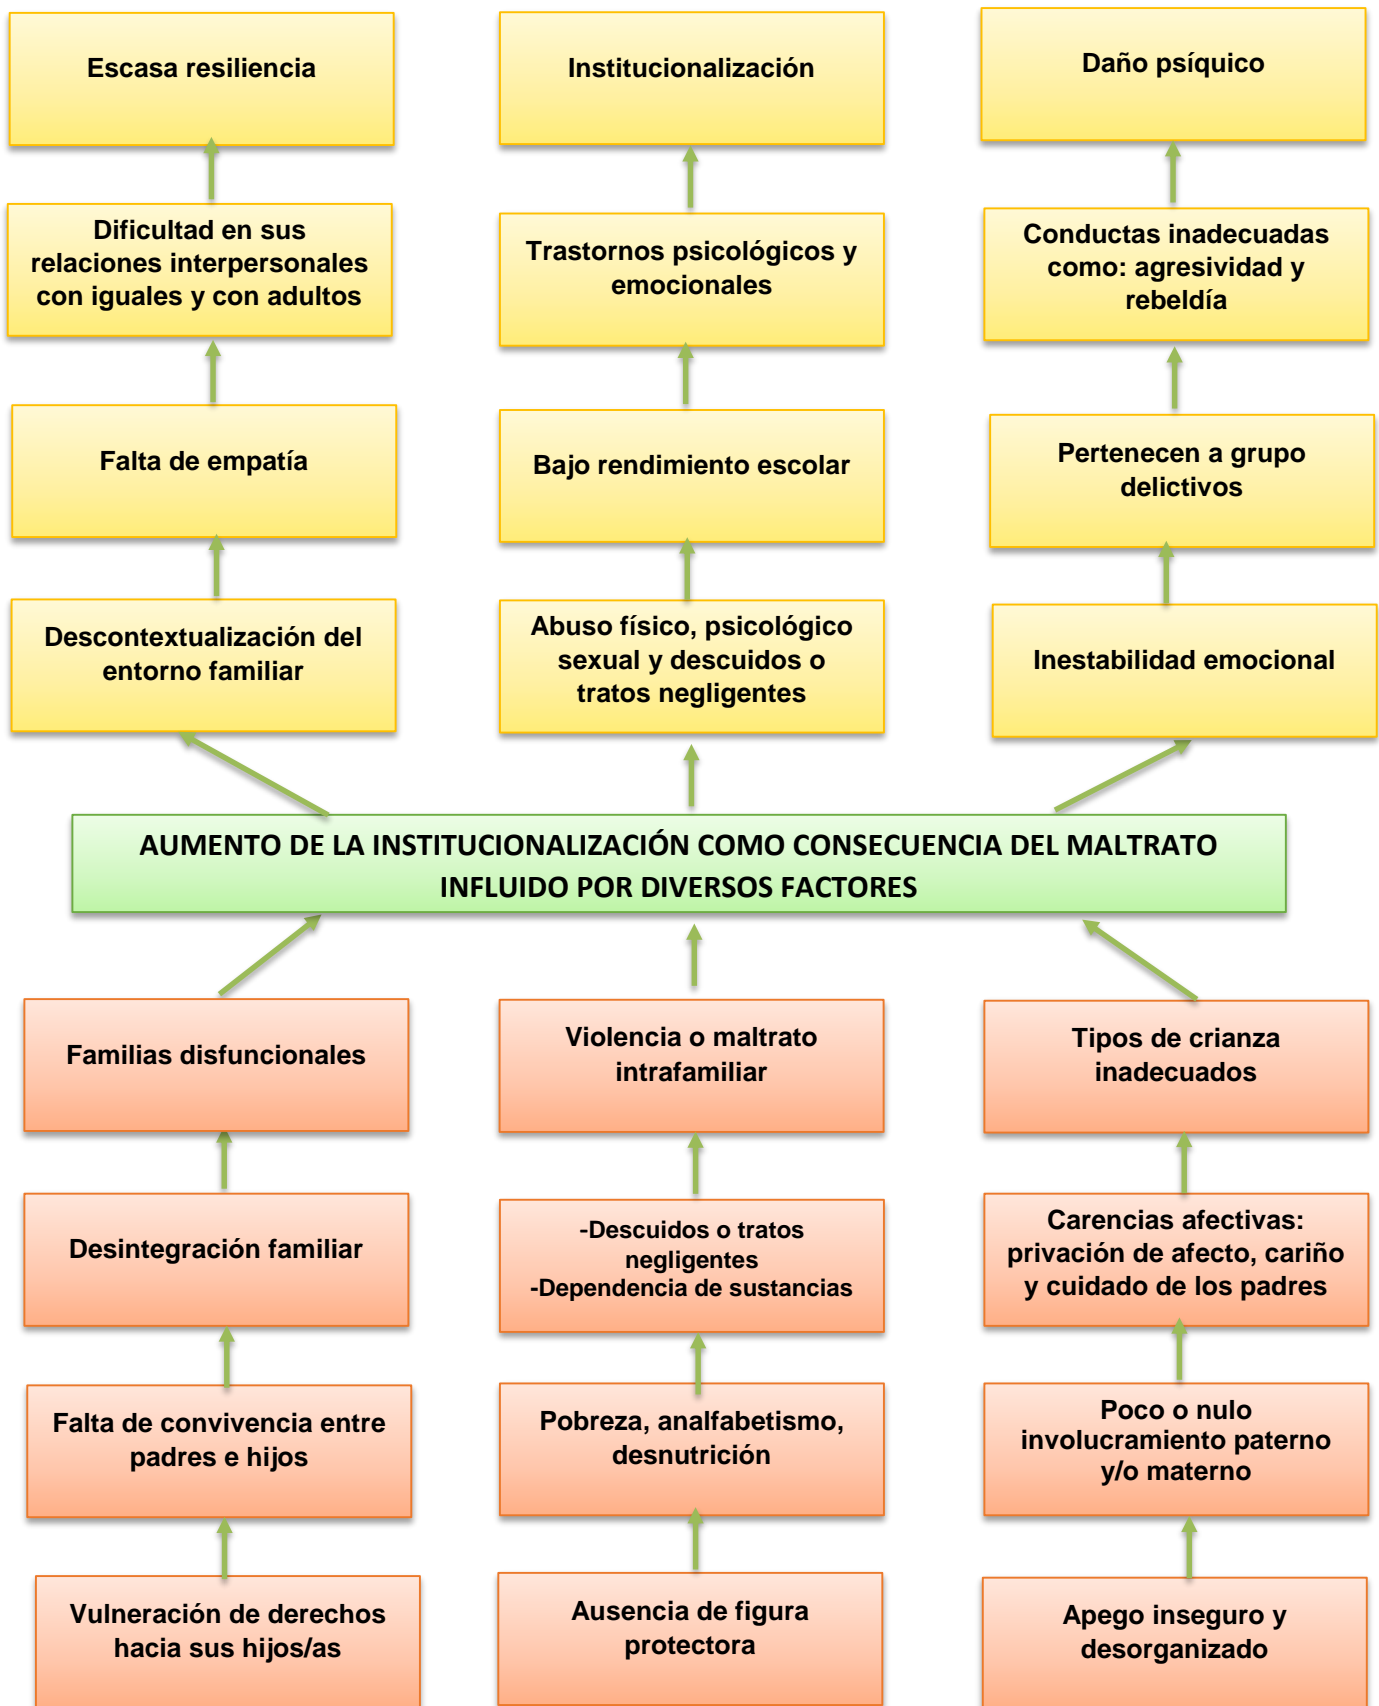 Escasa resiliencia
Institucionalización
Daño psíquico
Dificultad en sus
relaciones interpersonales
con iguales y con adultos
Trastornos psicológicos y
emocionales
Conductas inadecuadas
como: agresividad y
rebeldía
Falta de empatía
Bajo rendimiento escolar
Pertenecen a grupo
delictivos
Descontextualización del
entorno familiar
Abuso físico, psicológico
sexual y descuidos o
tratos negligentes
Inestabilidad emocional
AUMENTO DE LA INSTITUCIONALIZACIÓN COMO CONSECUENCIA DEL MALTRATO
INFLUIDO POR DIVERSOS FACTORES
Familias disfuncionales
Violencia o maltrato
intrafamiliar
Tipos de crianza
inadecuados
Desintegración familiar
-Descuidos o tratos
negligentes
-Dependencia de sustancias
Carencias afectivas:
privación de afecto, cariño
y cuidado de los padres
Falta de convivencia entre
padres e hijos
Pobreza, analfabetismo,
desnutrición
Poco o nulo
involucramiento paterno
y/o materno
Vulneración de derechos
hacia sus hijos/as
Ausencia de figura
protectora
Apego inseguro y
desorganizado